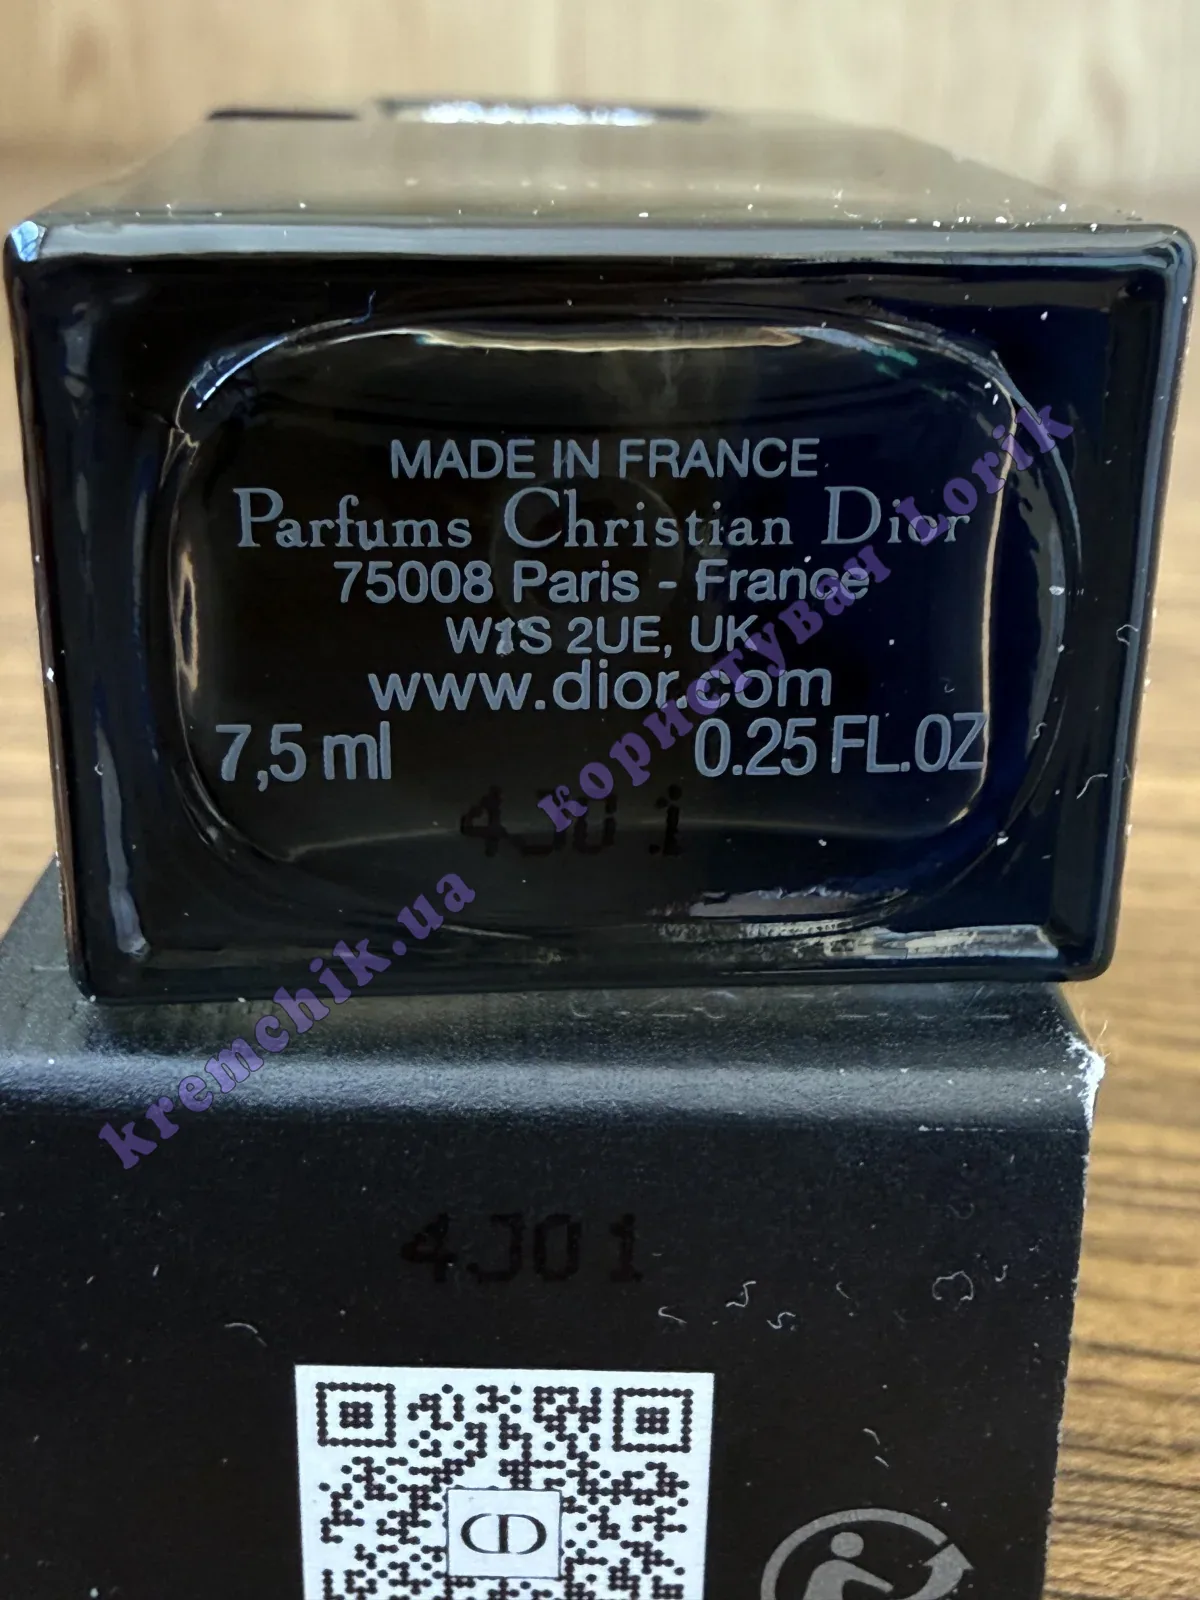 MADE IN FRANCE
Parfums Christian Dior
75008 Paris - France
W1S 2UE, UK
www.dior.com
7,5 ml 0.25 FL.OZ
4J01
kremchik.ua користувач Lorik
4J01
CD